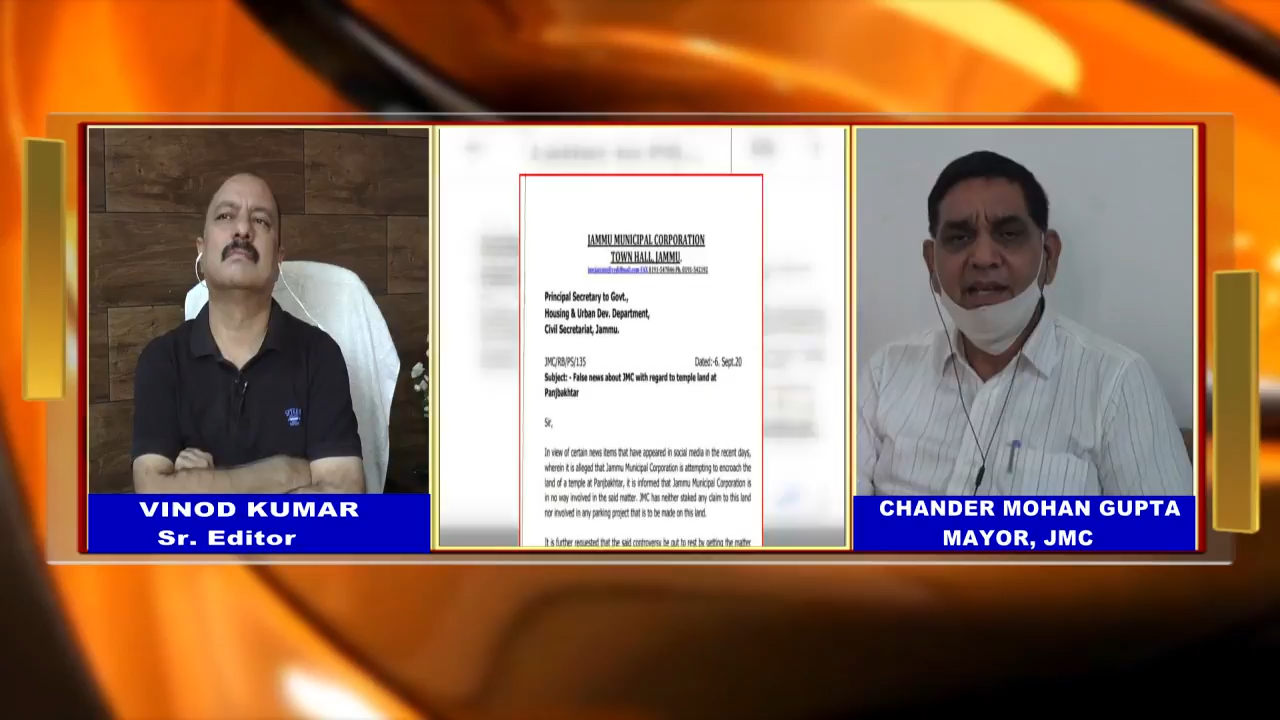 JAMMU MUNICIPAL CORPORATION
TOWN HALL, JAMMU.
Principal Secretary to Govt.,
Housing & Urban Dev. Department,
Civil Secretariat, Jammu.
JMC/RB/PS/135 Dated:-6. Sept.20
Subject: - False news about JMC with regard to temple land at
Panjbakhtar
Sir,
In view of certain news items that have appeared in social media in the recent days,
wherein it is alleged that Jammu Municipal Corporation is attempting to encroach the
land of a temple at Panjbakhtar, it is informed that Jammu Municipal Corporation is
in no way involved in the said matter. JMC has neither staked any claim to this land
nor involved in any parking project that is to be made on this land.
It is further requested that the said controversy be put to rest by getting the matter
VINOD KUMAR
Sr. Editor
CHANDER MOHAN GUPTA
MAYOR, JMC